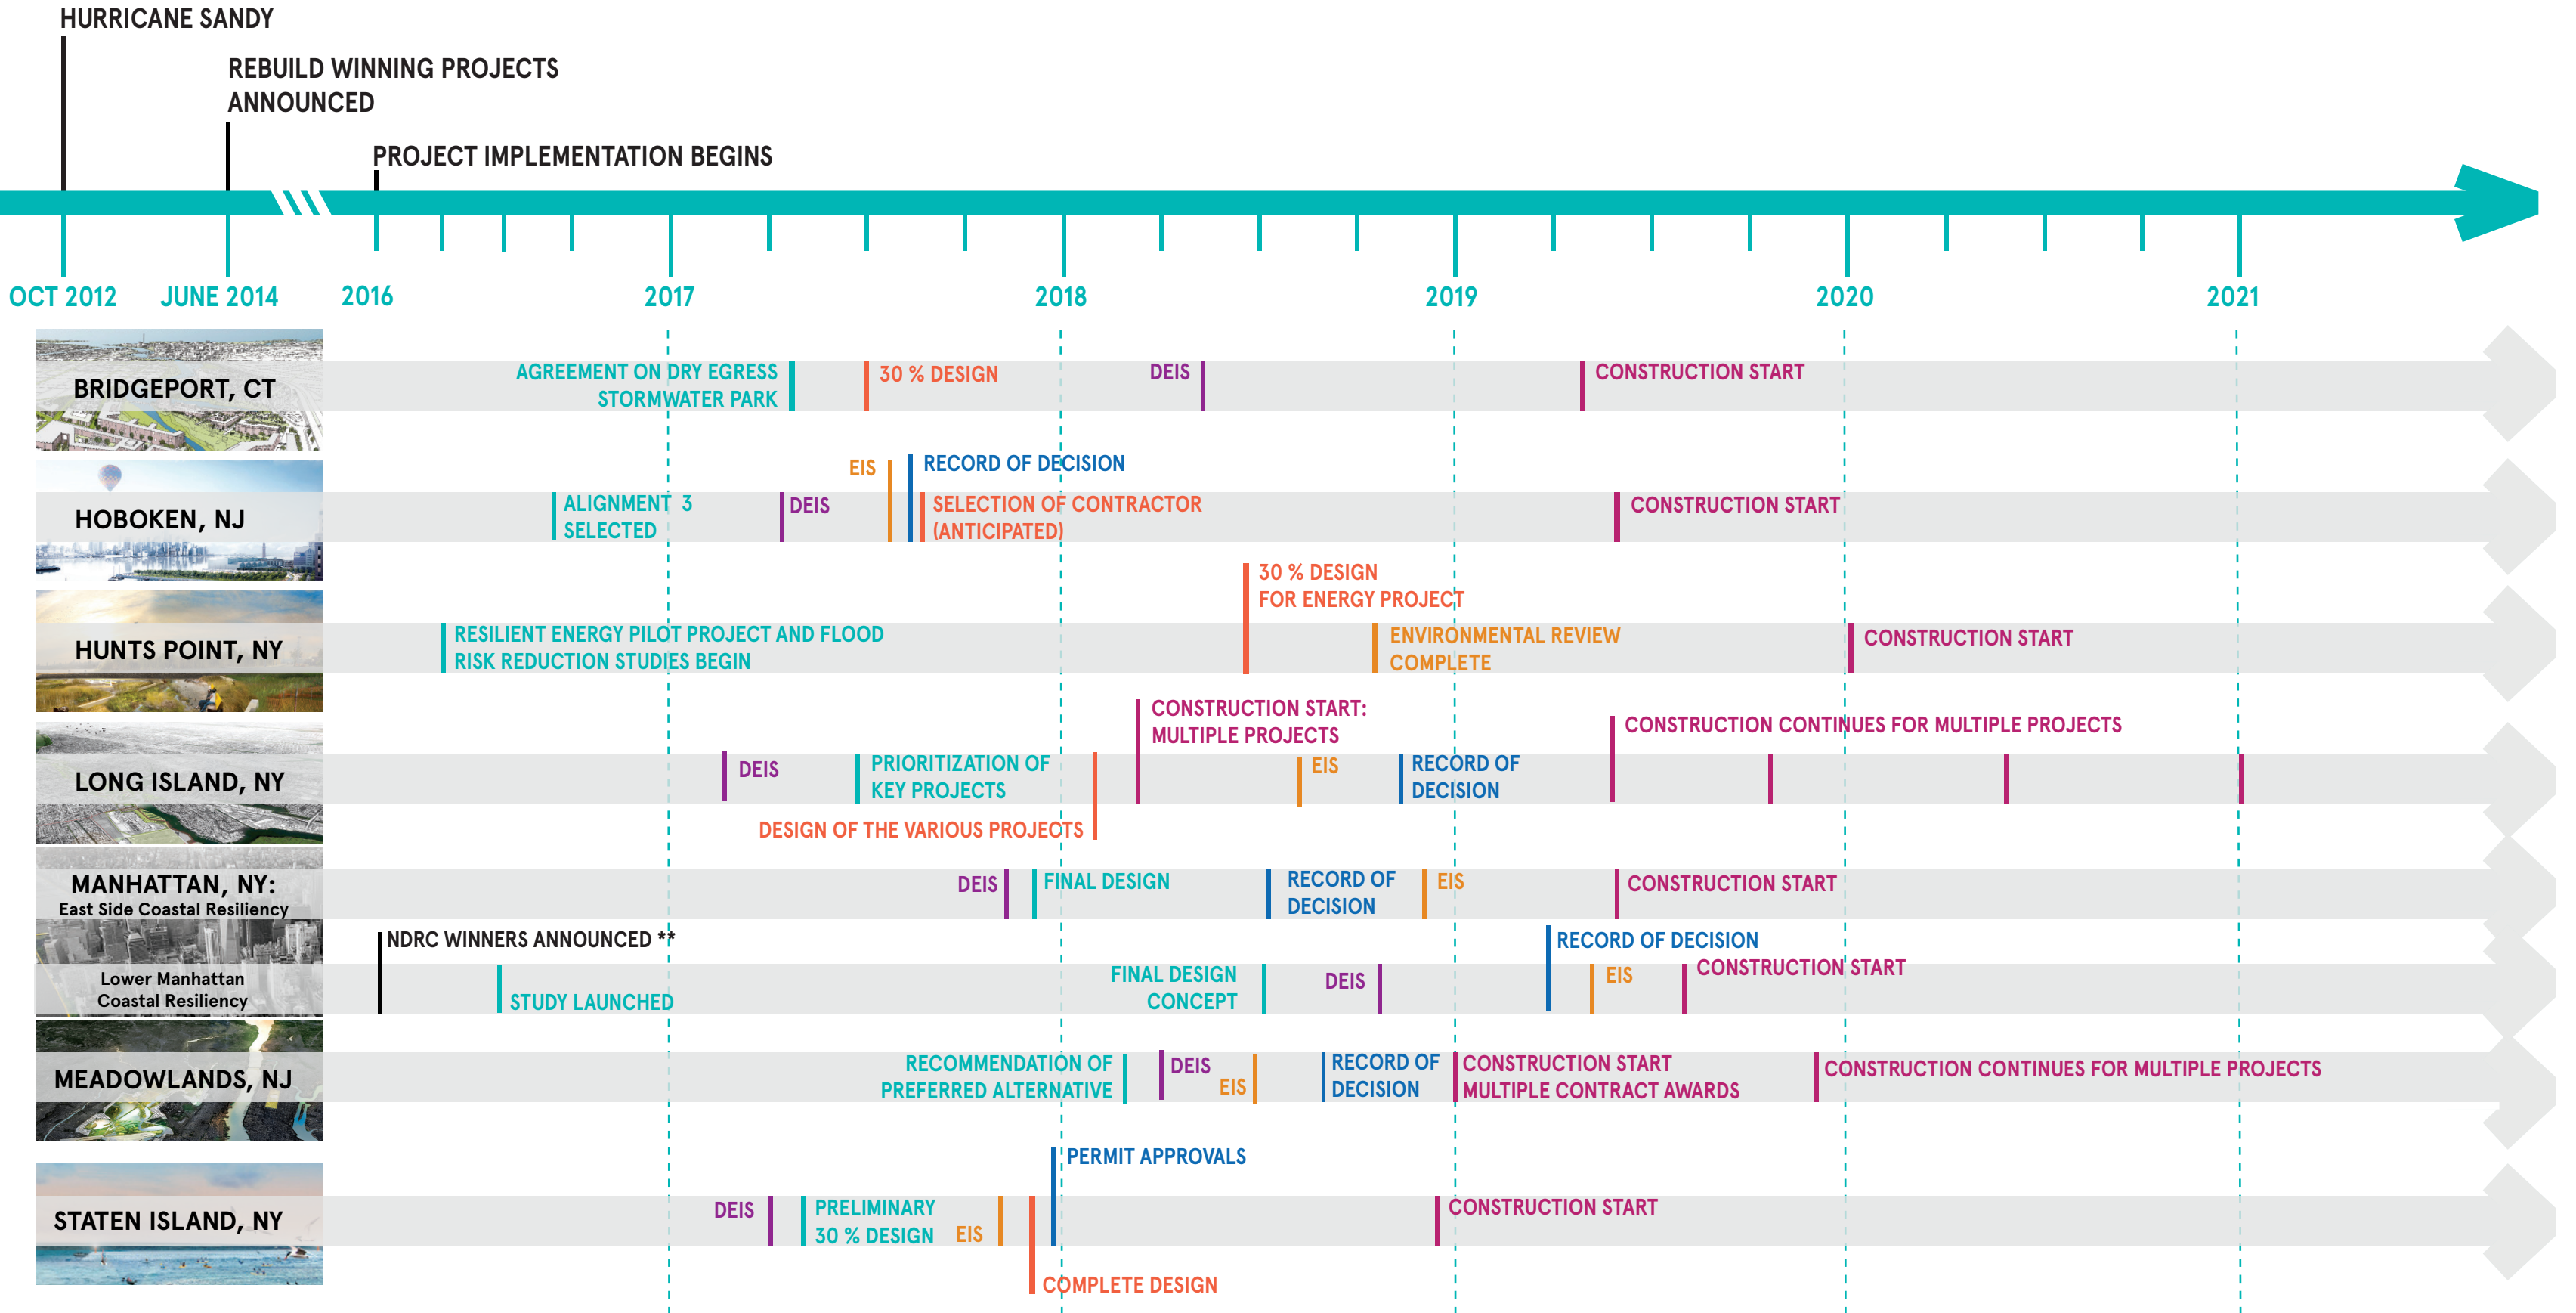 HURRICANE SANDY
REBUILD WINNING PROJECTS
ANNOUNCED
PROJECT IMPLEMENTATION BEGINS
OCT 2012
JUNE 2014
2016
2017
2018
2019
2020
2021
BRIDGEPORT, CT
AGREEMENT ON DRY EGRESS
STORMWATER PARK
30 % DESIGN
DEIS
CONSTRUCTION START
HOBOKEN, NJ
ALIGNMENT 3
SELECTED
DEIS
EIS
RECORD OF DECISION
SELECTION OF CONTRACTOR
(ANTICIPATED)
CONSTRUCTION START
HUNTS POINT, NY
RESILIENT ENERGY PILOT PROJECT AND FLOOD
RISK REDUCTION STUDIES BEGIN
30 % DESIGN
FOR ENERGY PROJECT
ENVIRONMENTAL REVIEW
COMPLETE
CONSTRUCTION START
LONG ISLAND, NY
DEIS
PRIORITIZATION OF
KEY PROJECTS
DESIGN OF THE VARIOUS PROJECTS
CONSTRUCTION START:
MULTIPLE PROJECTS
EIS
RECORD OF
DECISION
CONSTRUCTION CONTINUES FOR MULTIPLE PROJECTS
MANHATTAN, NY:
East Side Coastal Resiliency
DEIS
FINAL DESIGN
RECORD OF
DECISION
EIS
CONSTRUCTION START
Lower Manhattan
Coastal Resiliency
NDRC WINNERS ANNOUNCED **
STUDY LAUNCHED
FINAL DESIGN
CONCEPT
DEIS
RECORD OF DECISION
EIS
CONSTRUCTION START
MEADOWLANDS, NJ
RECOMMENDATION OF
PREFERRED ALTERNATIVE
DEIS
EIS
RECORD OF
DECISION
CONSTRUCTION START
MULTIPLE CONTRACT AWARDS
CONSTRUCTION CONTINUES FOR MULTIPLE PROJECTS
STATEN ISLAND, NY
DEIS
PRELIMINARY
30 % DESIGN
EIS
COMPLETE DESIGN
PERMIT APPROVALS
CONSTRUCTION START